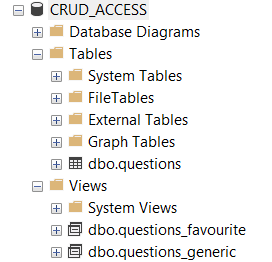 CRUD_ACCESS
Database Diagrams
Tables
System Tables
FileTables
External Tables
Graph Tables
dbo.questions
Views
System Views
dbo.questions_favourite
dbo.questions_generic